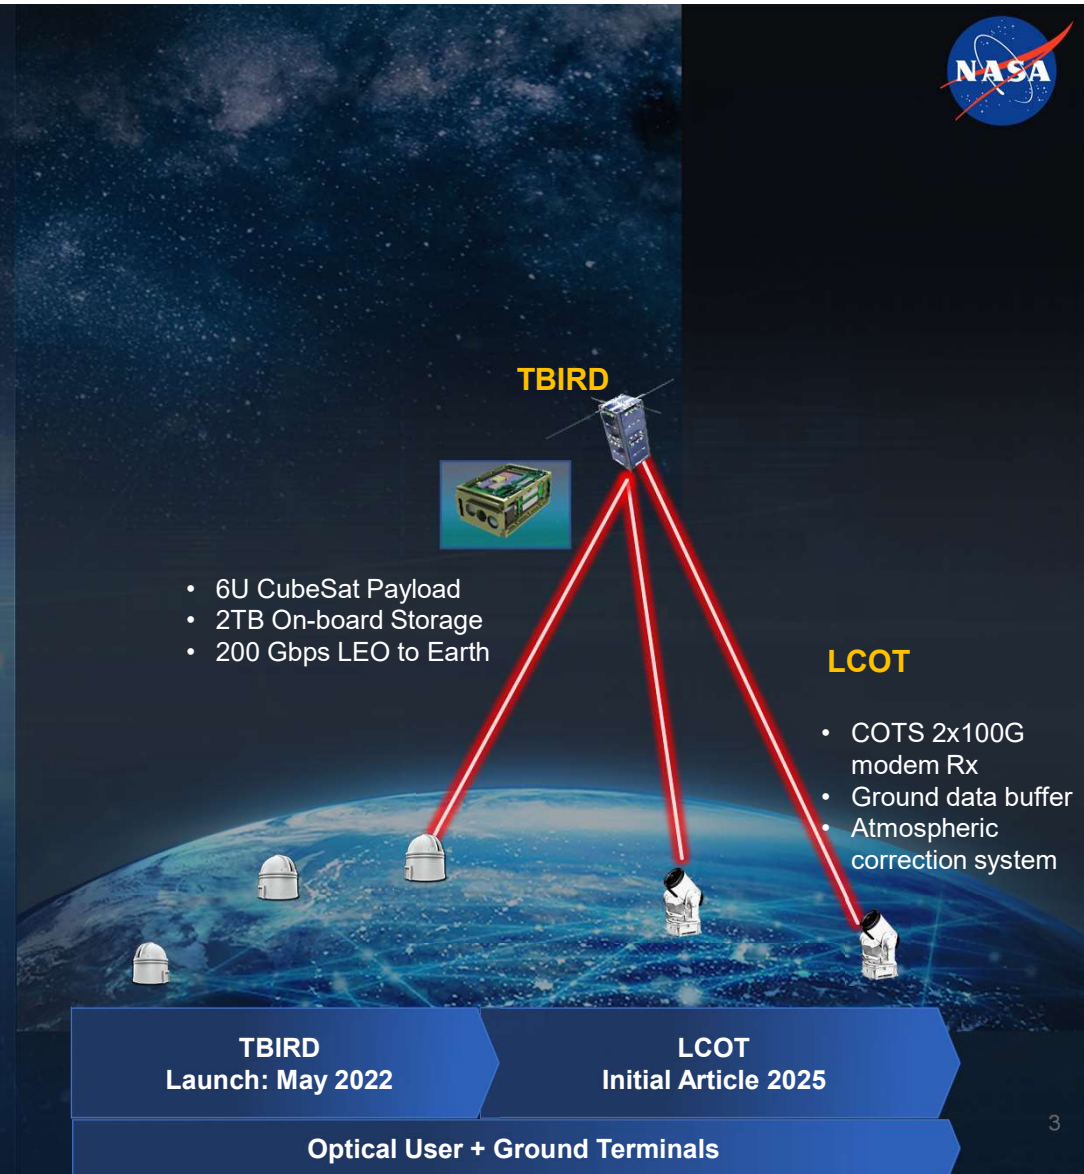 NASA
TBIRD
• 6U CubeSat Payload
• 2TB On-board Storage
• 200 Gbps LEO to Earth
LCOT
• COTS 2x100G
modem Rx
• Ground data buffer
• Atmospheric
correction system
TBIRD
Launch: May 2022
LCOT
Initial Article 2025
Optical User + Ground Terminals
3